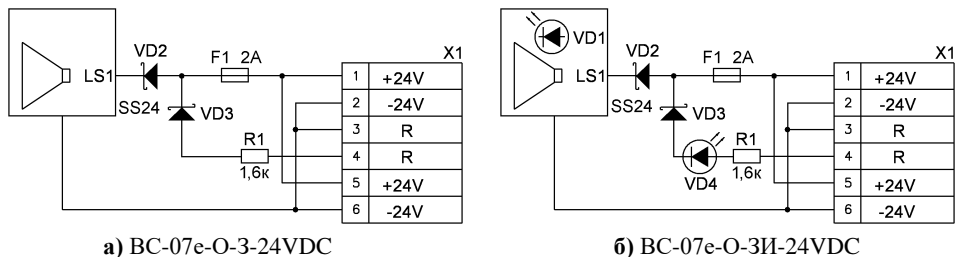 LS1
VD2
SS24
F1 2A
VD3
R1
1,6к
X1
1 +24V
2 -24V
3 R
4 R
5 +24V
6 -24V
а) ВС-07е-О-З-24VDC
VD1
LS1
VD2
SS24
F1 2A
VD3
R1
1,6к
VD4
X1
1 +24V
2 -24V
3 R
4 R
5 +24V
6 -24V
б) ВС-07е-О-ЗИ-24VDC